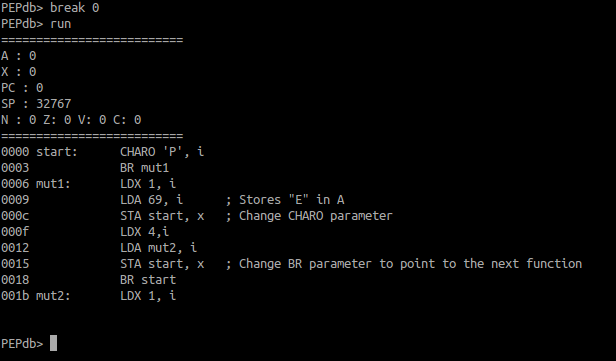 PEPdb> break 0
PEPdb> run
==========================
A : 0
X : 0
PC : 0
SP : 32767
N : 0 Z: 0 V: 0 C: 0
==========================
0000 start:      CHARO 'P', i
0003             BR mut1
0006 mut1:       LDX 1, i
0009             LDA 69, i      ; Stores "E" in A
000c             STA start, x   ; Change CHARO parameter
000f             LDX 4,i
0012             LDA mut2, i
0015             STA start, x   ; Change BR parameter to point to the next function
0018             BR start
001b mut2:       LDX 1, i
PEPdb>